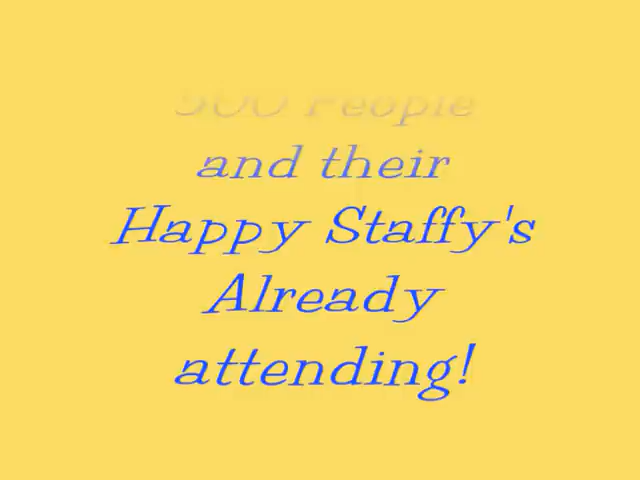 500 People
and their
Happy Staffy's
Already
attending!